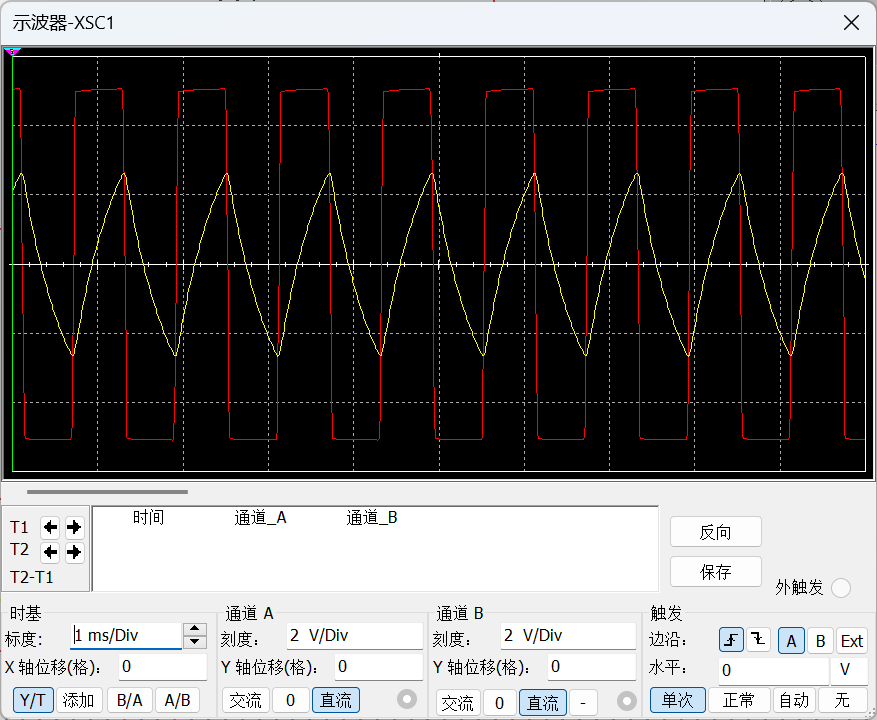 示波器-XSC1
时间 通道_A 通道_B
T1
T2
T2-T1
反向
保存
外触发
时基
标度： 1 ms/Div
X 轴位移(格)： 0
Y/T 添加 B/A A/B
通道 A
刻度： 2 V/Div
Y 轴位移(格)： 0
交流 0 直流
通道 B
刻度： 2 V/Div
Y 轴位移(格)： 0
交流 0 直流 -
触发
边沿： A B Ext
水平： 0 V
单次 正常 自动 无